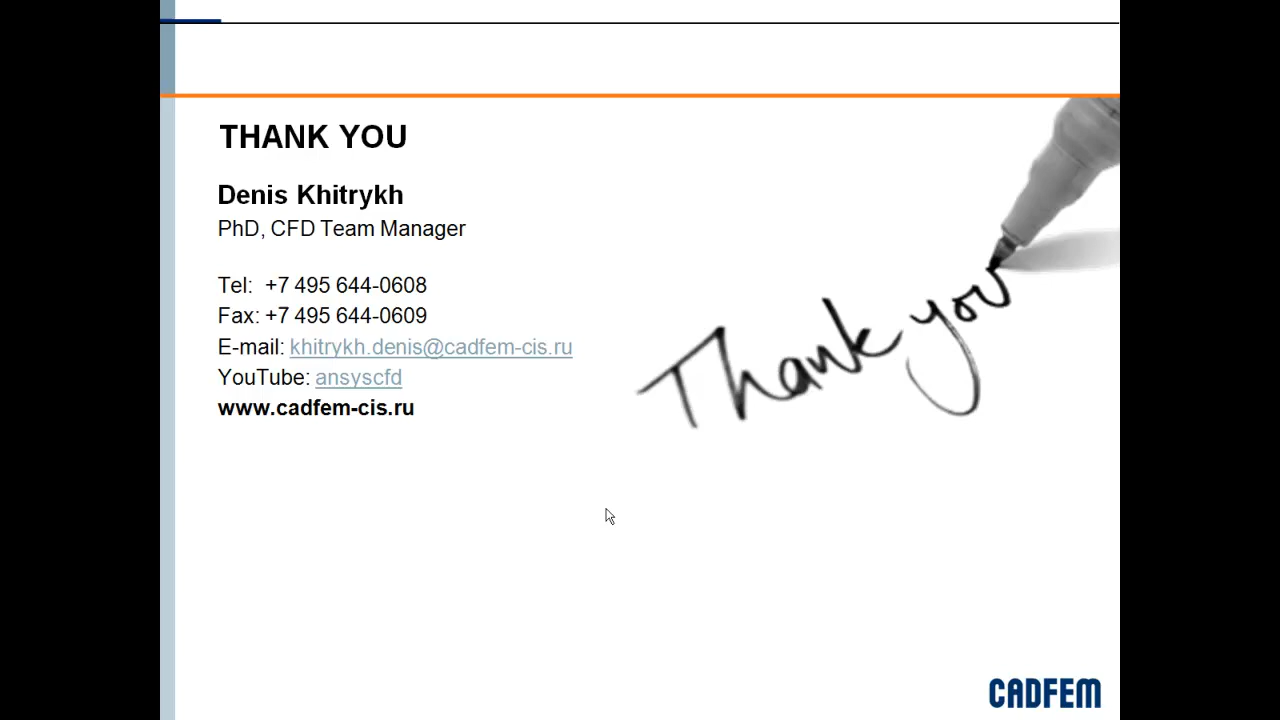 THANK YOU
Denis Khitrykh
PhD, CFD Team Manager
Tel: +7 495 644-0608
Fax: +7 495 644-0609
E-mail: khitrykh.denis@cadfem-cis.ru
YouTube: ansyscfd
www.cadfem-cis.ru
Thank you
CADFEM